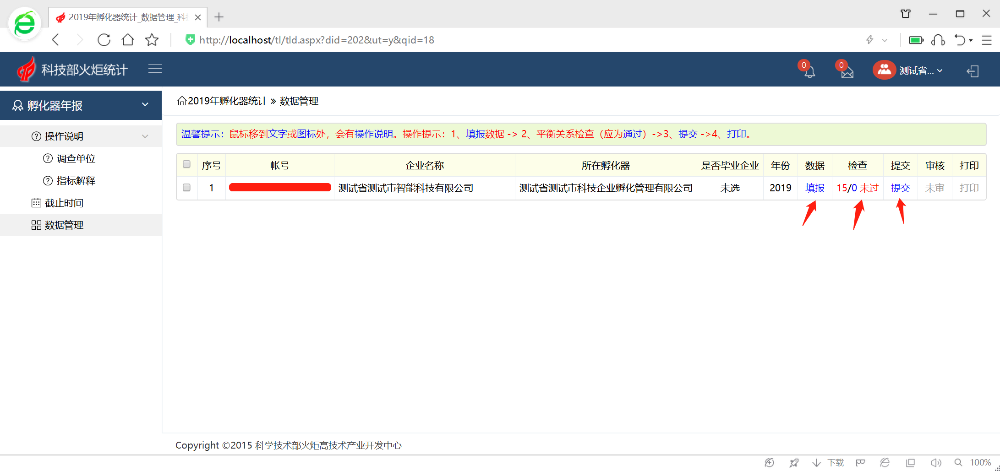 2019年孵化器统计_数据管理_科
http://localhost/tl/tld.aspx?did=202&ut=y&qid=18
科技部火炬统计
0
0
测试省...
孵化器年报
操作说明
调查单位
指标解释
截止时间
数据管理
2019年孵化器统计 » 数据管理
温馨提示：鼠标移到文字或图标处，会有操作说明。操作提示：1、填报数据 -> 2、平衡关系检查（应为通过）->3、提交 ->4、打印。
序号 帐号 企业名称 所在孵化器 是否毕业企业 年份 数据 检查 提交 审核 打印
1 测试省测试市智能科技有限公司 测试省测试市科技企业孵化管理有限公司 未选 2019 填报 15/0 未过 提交 未审 打印
Copyright ©2015 科学技术部火炬高技术产业开发中心
下载 100%